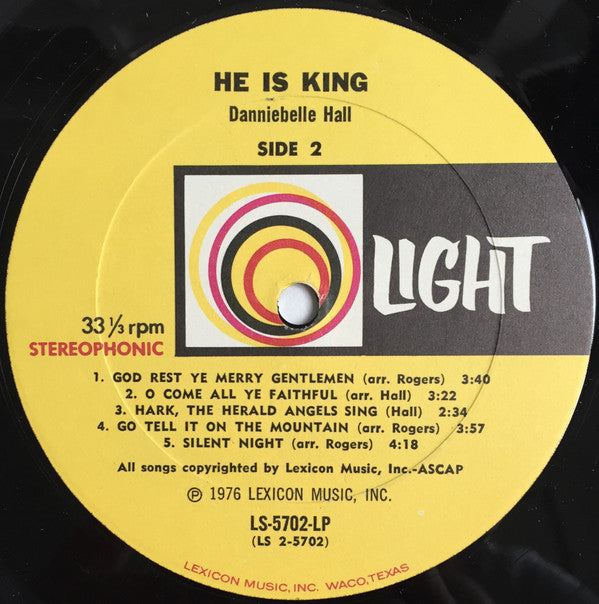 HE IS KING
Danniebelle Hall
SIDE 2
LIGHT
33 ⅓ rpm
STEREOPHONIC
1. GOD REST YE MERRY GENTLEMEN (arr. Rogers) 3:40
2. O COME ALL YE FAITHFUL (arr. Hall) 3:22
3. HARK, THE HERALD ANGELS SING (Hall) 2:34
4. GO TELL IT ON THE MOUNTAIN (arr. Rogers) 3:57
5. SILENT NIGHT (arr. Rogers) 4:18
All songs copyrighted by Lexicon Music, Inc.-ASCAP
℗ 1976 LEXICON MUSIC, INC.
LS-5702-LP
(LS 2-5702)
LEXICON MUSIC, INC. WACO, TEXAS